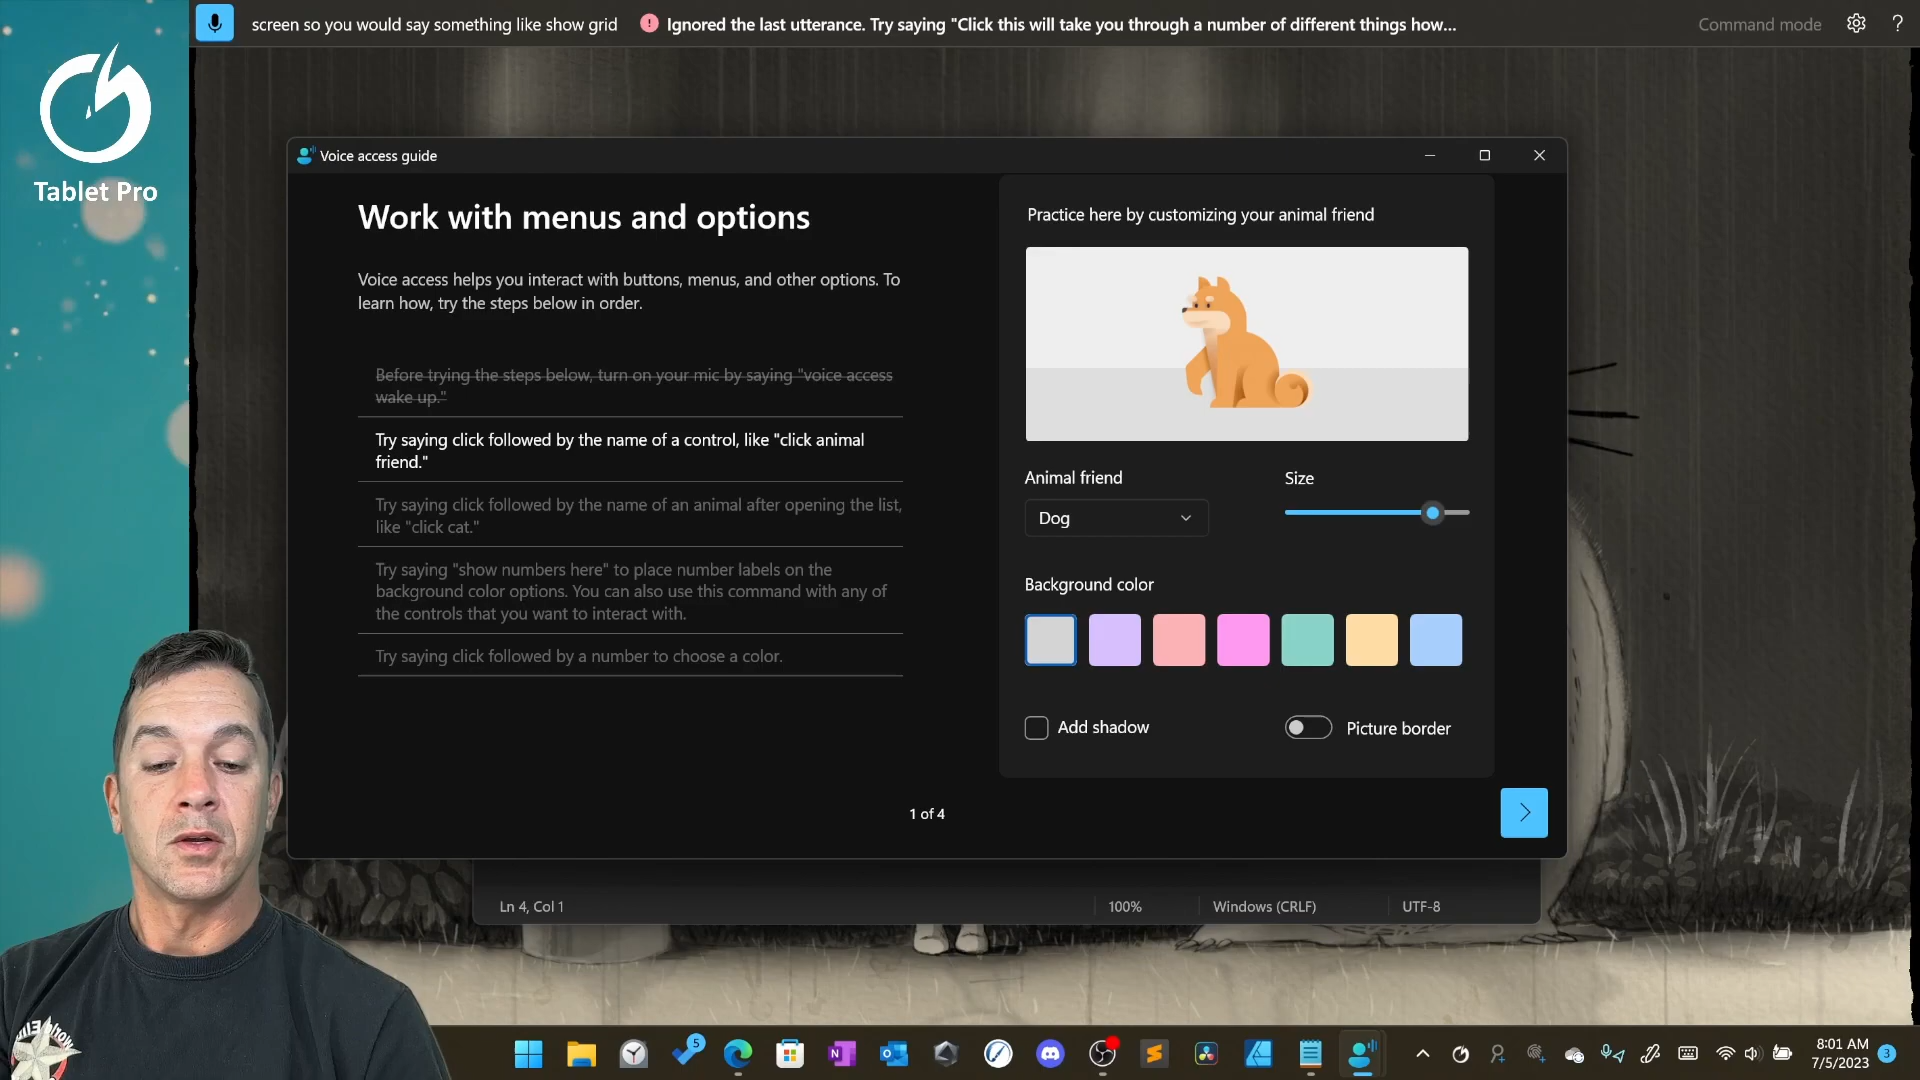 screen so you would say something like show grid
Ignored the last utterance. Try saying "Click this will take you through a number of different things how...
Command mode
Tablet Pro
Voice access guide
Work with menus and options
Voice access helps you interact with buttons, menus, and other options. To
learn how, try the steps below in order.
Before trying the steps below, turn on your mic by saying "voice access
wake up."
Try saying click followed by the name of a control, like "click animal
friend."
Try saying click followed by the name of an animal after opening the list,
like "click cat."
Try saying "show numbers here" to place number labels on the
background color options. You can also use this command with any of
the controls that you want to interact with.
Try saying click followed by a number to choose a color.
Practice here by customizing your animal friend
Animal friend
Size
Dog
Background color
Add shadow
Picture border
1 of 4
Ln 4, Col 1
100%
Windows (CRLF)
UTF-8
5
8:01 AM
7/5/2023
3